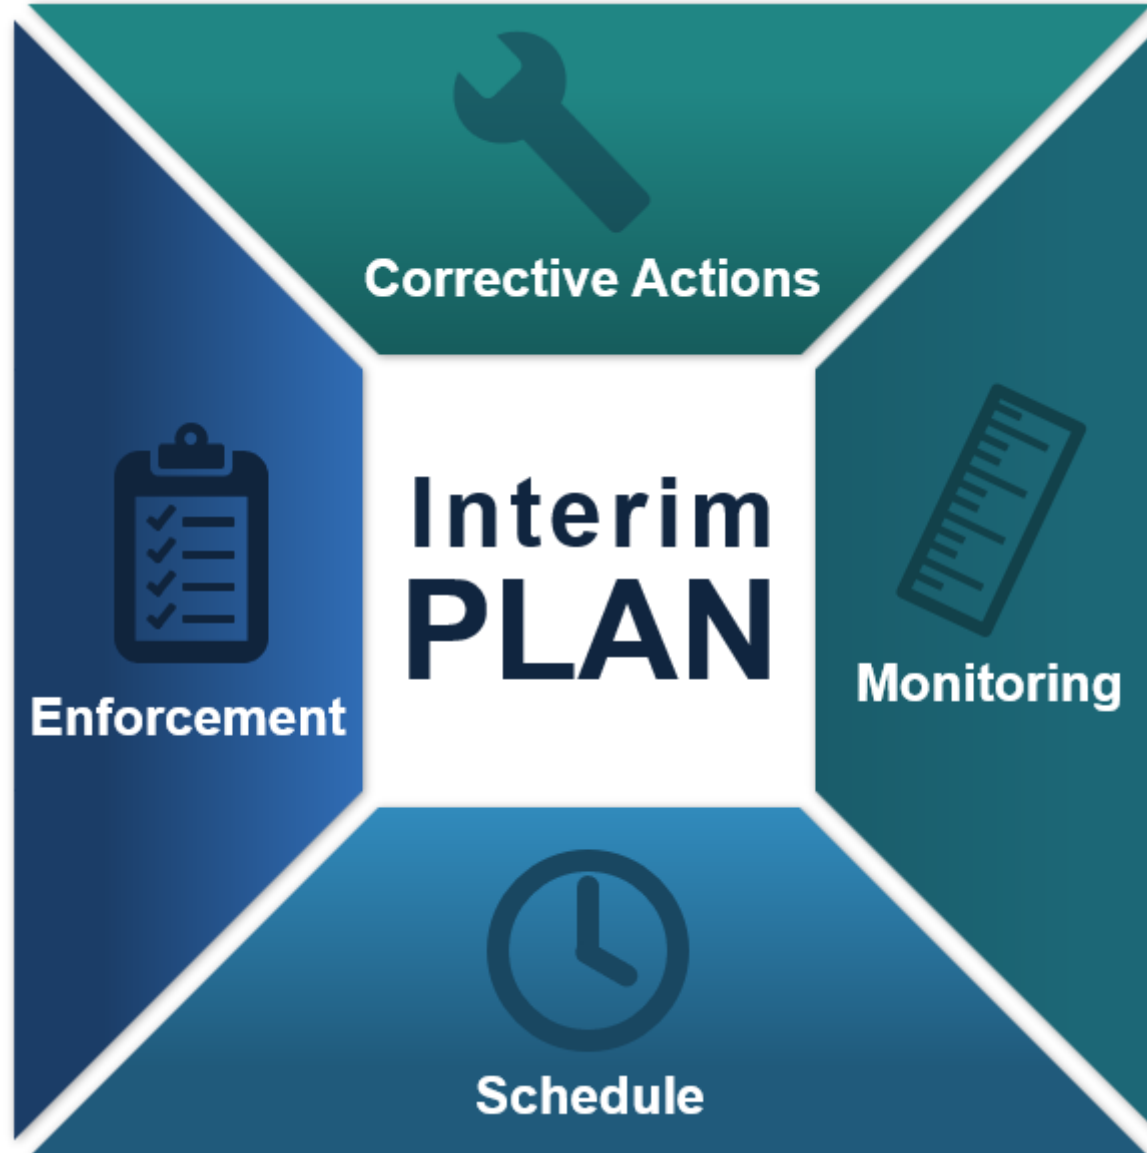 Corrective Actions
Interim
PLAN
Monitoring
Enforcement
Schedule